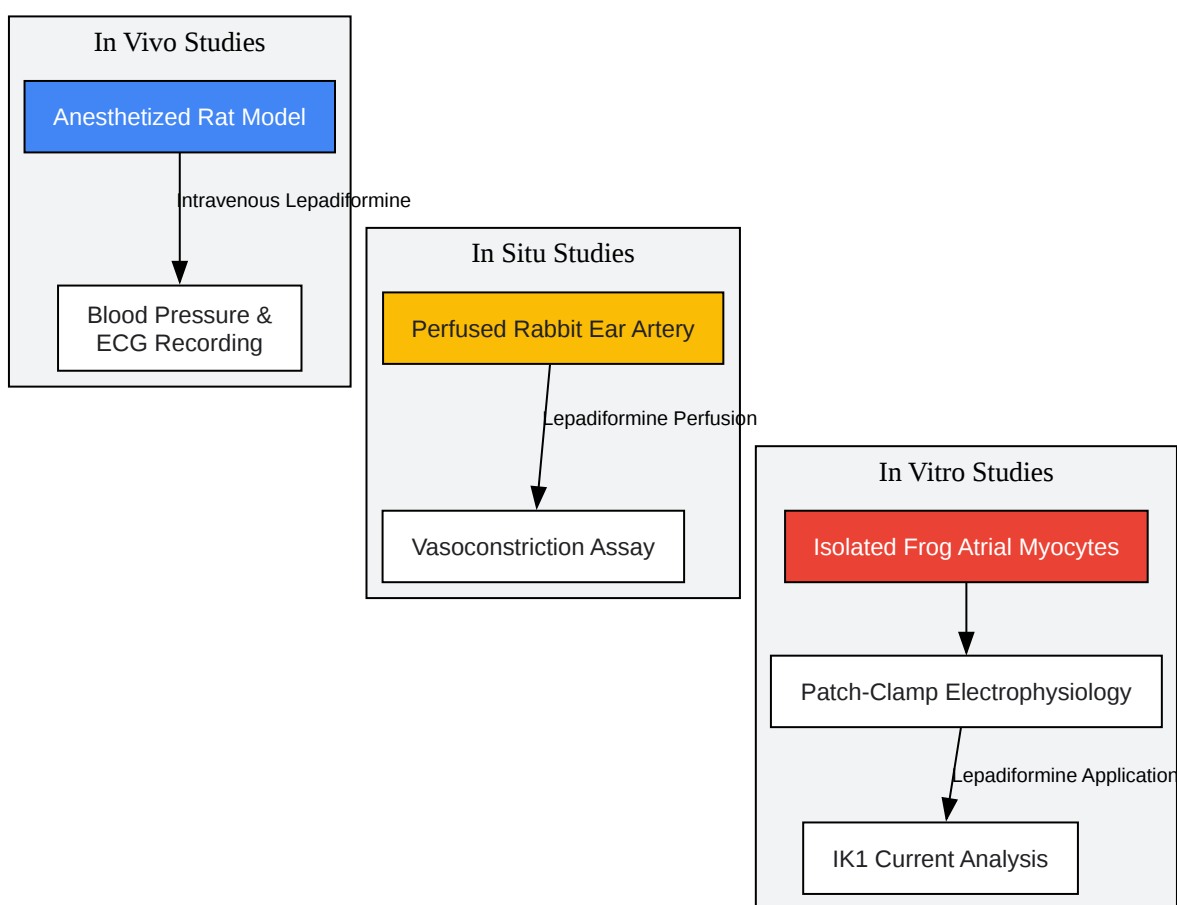 In Vivo Studies
Anesthetized Rat Model
Intravenous Lepadiformine
Blood Pressure &
ECG Recording
In Situ Studies
Perfused Rabbit Ear Artery
Lepadiformine Perfusion
Vasoconstriction Assay
In Vitro Studies
Isolated Frog Atrial Myocytes
Patch-Clamp Electrophysiology
Lepadiformine Application
IK1 Current Analysis